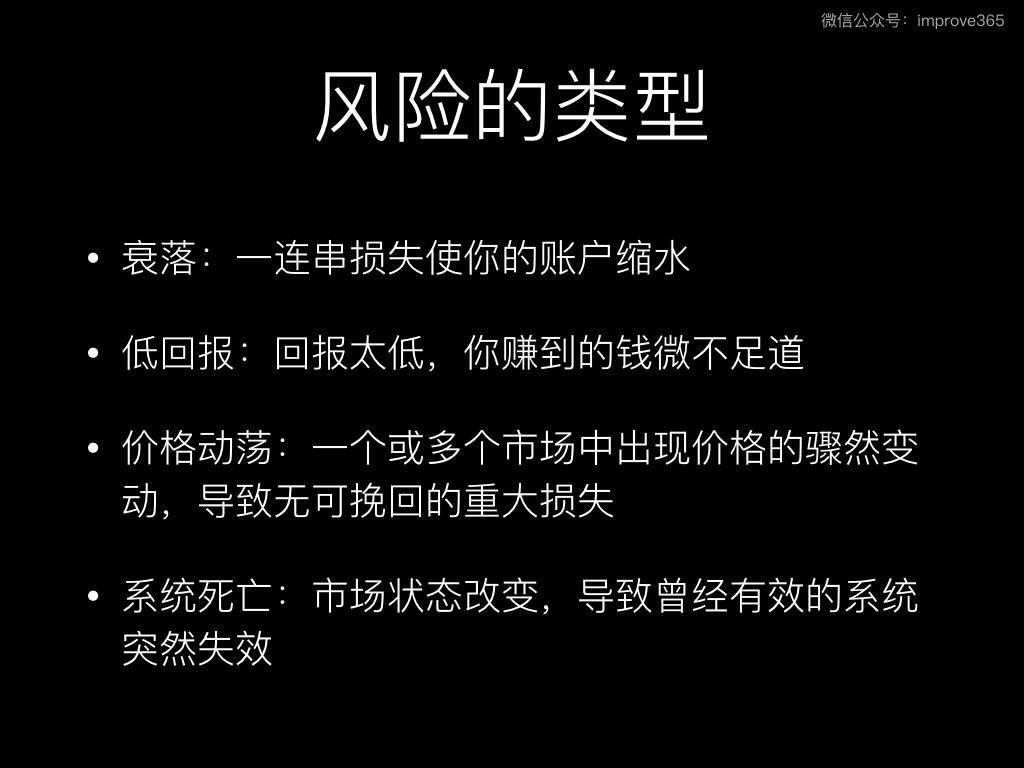 微信公众号：improve365
风险的类型
• 衰落：一连串损失使你的账户缩水
• 低回报：回报太低，你赚到的钱微不足道
• 价格动荡：一个或多个市场中出现价格的骤然变
动，导致无可挽回的重大损失
• 系统死亡：市场状态改变，导致曾经有效的系统
突然失效